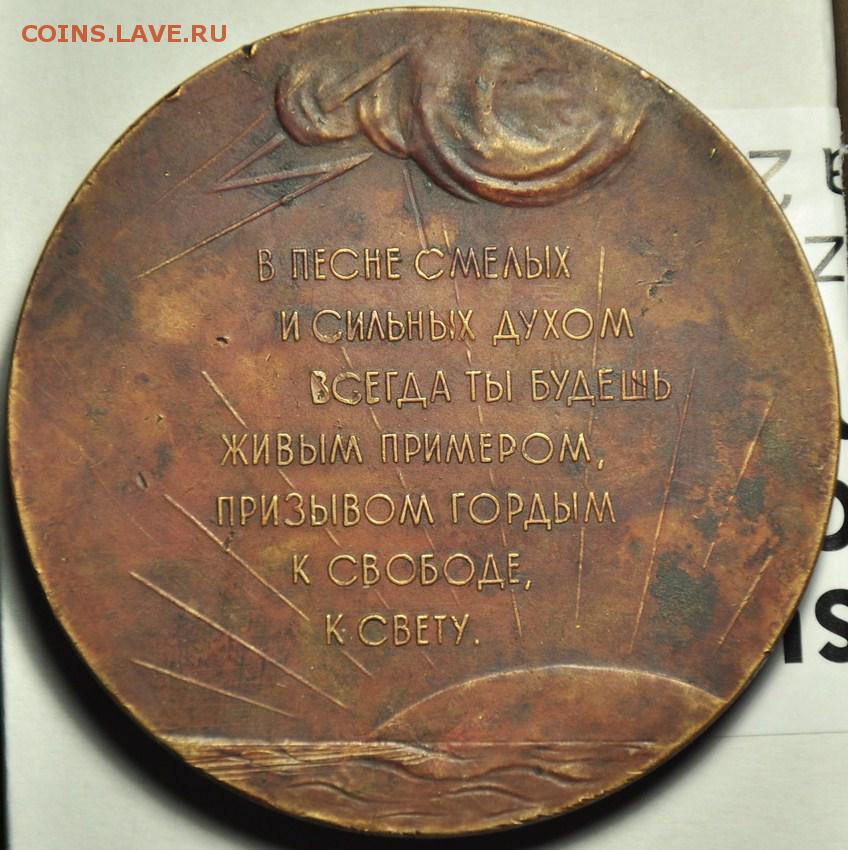 COINS.LAVE.RU
В ПЕСНЕ СМЕЛЫХ
И СИЛЬНЫХ ДУХОМ
ВСЕГДА ТЫ БУДЕШЬ
ЖИВЫМ ПРИМЕРОМ,
ПРИЗЫВОМ ГОРДЫМ
К СВОБОДЕ,
К СВЕТУ.